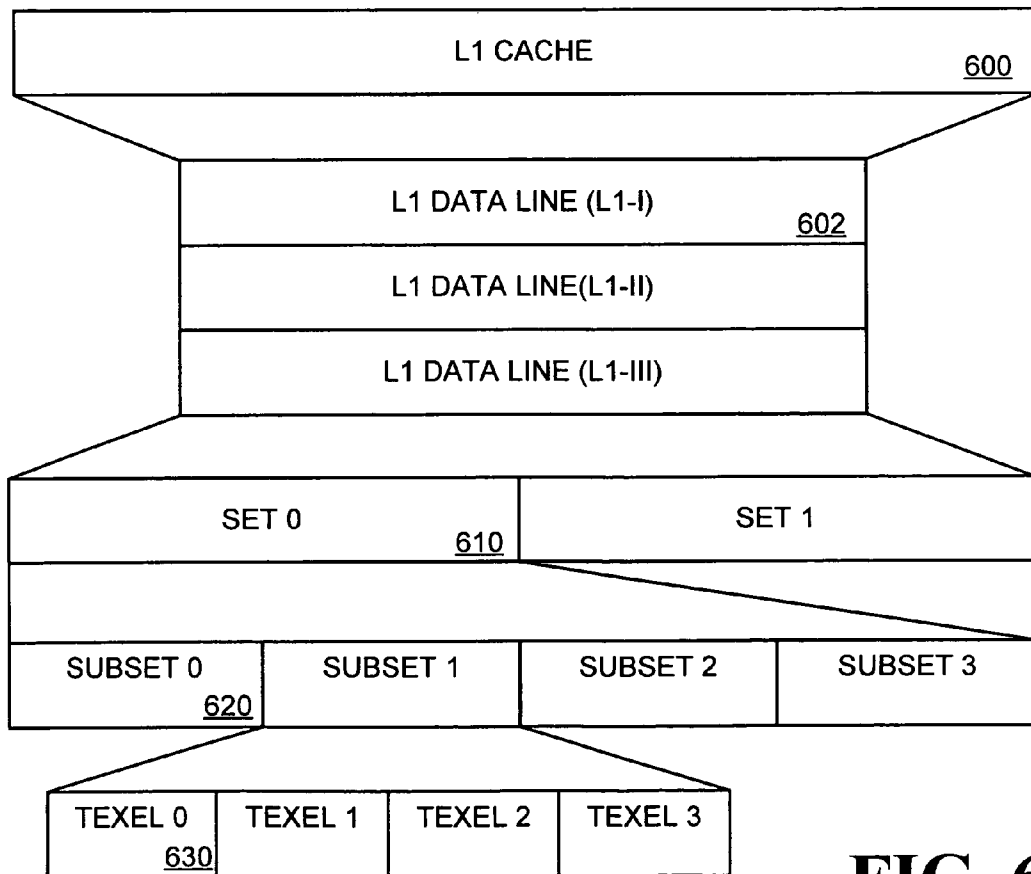 L1 CACHE
600
L1 DATA LINE (L1-I)
602
L1 DATA LINE(L1-II)
L1 DATA LINE (L1-III)
SET 0
610
SET 1
SUBSET 0
620
SUBSET 1
SUBSET 2
SUBSET 3
TEXEL 0
630
TEXEL 1
TEXEL 2
TEXEL 3
FIG. 6